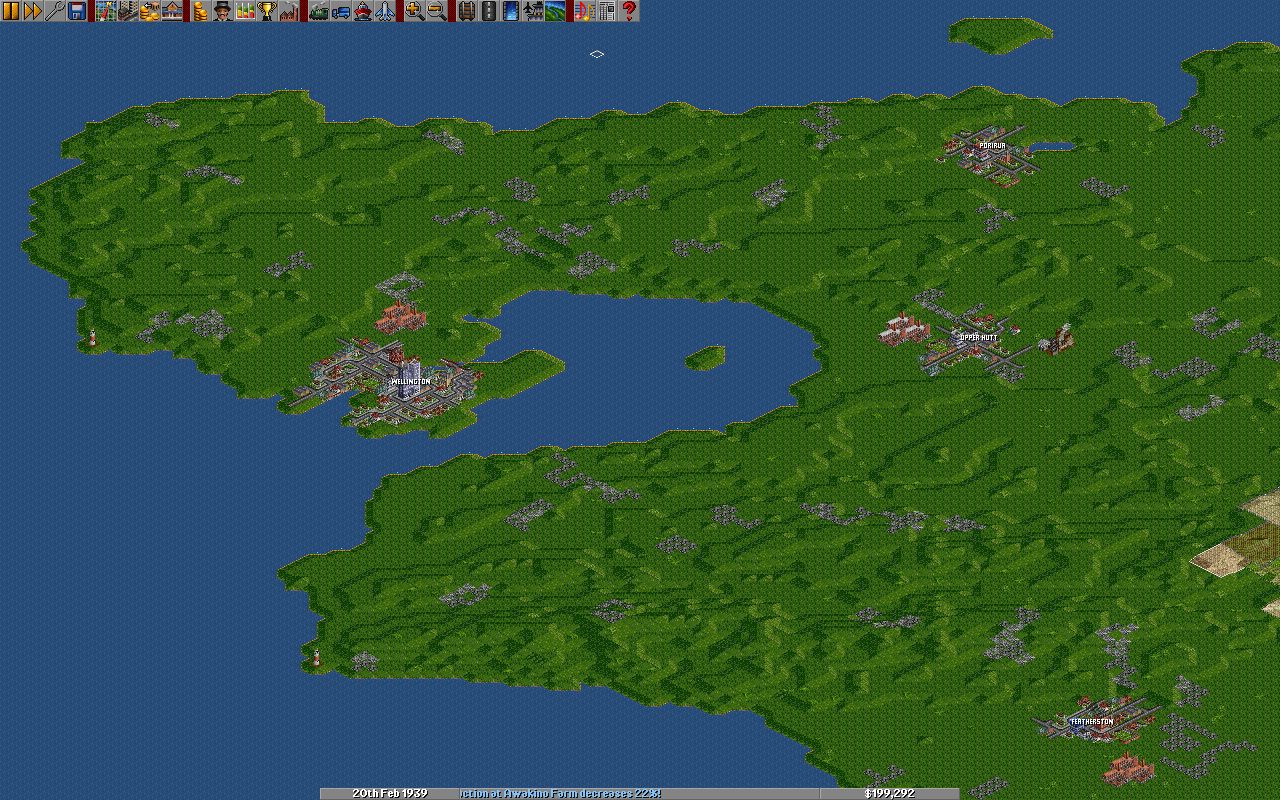 PORIRUA
UPPER HUTT
WELLINGTON
FEATHERSTON
20th Feb 1939
ction at Awakino Farm decreases 22%!
$199,292